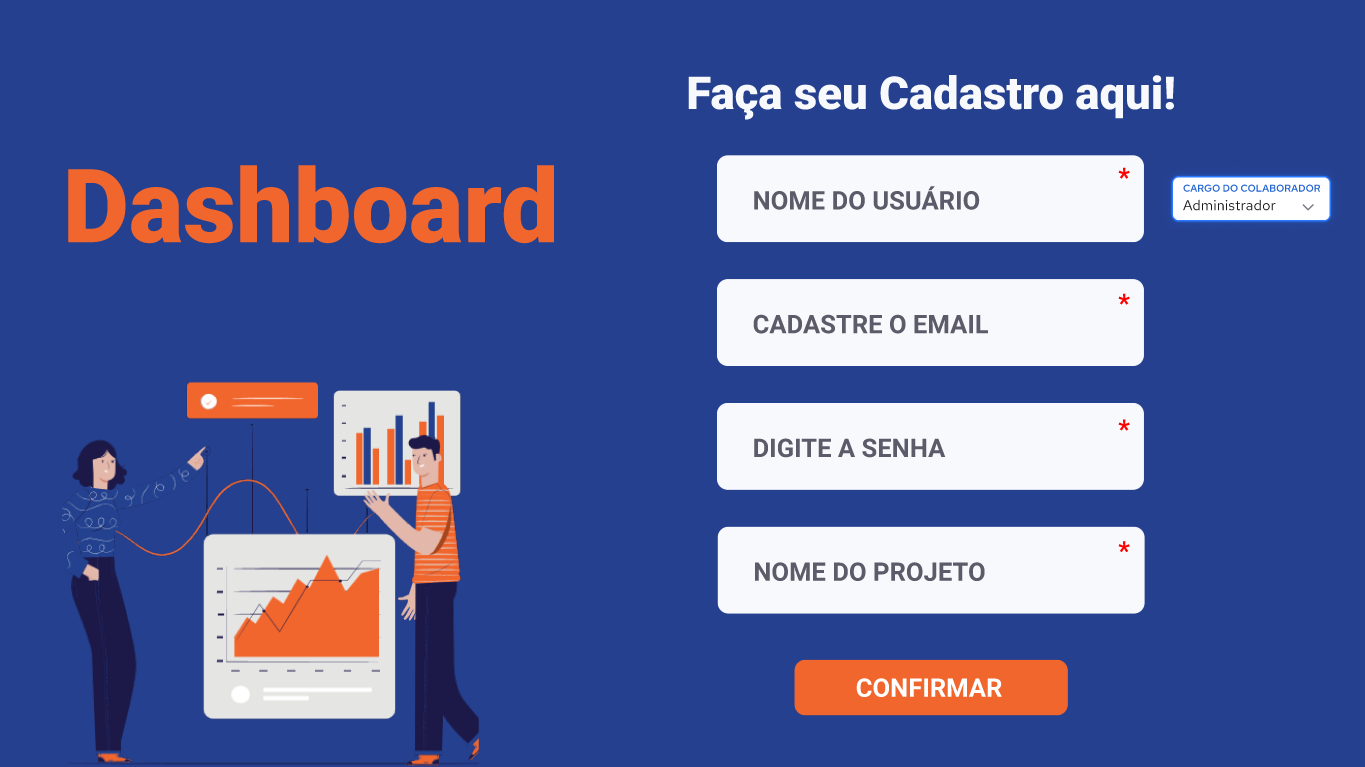 Dashboard
Faça seu Cadastro aqui!
NOME DO USUÁRIO *
CARGO DO COLABORADOR
Administrador
CADASTRE O EMAIL *
DIGITE A SENHA *
NOME DO PROJETO *
CONFIRMAR